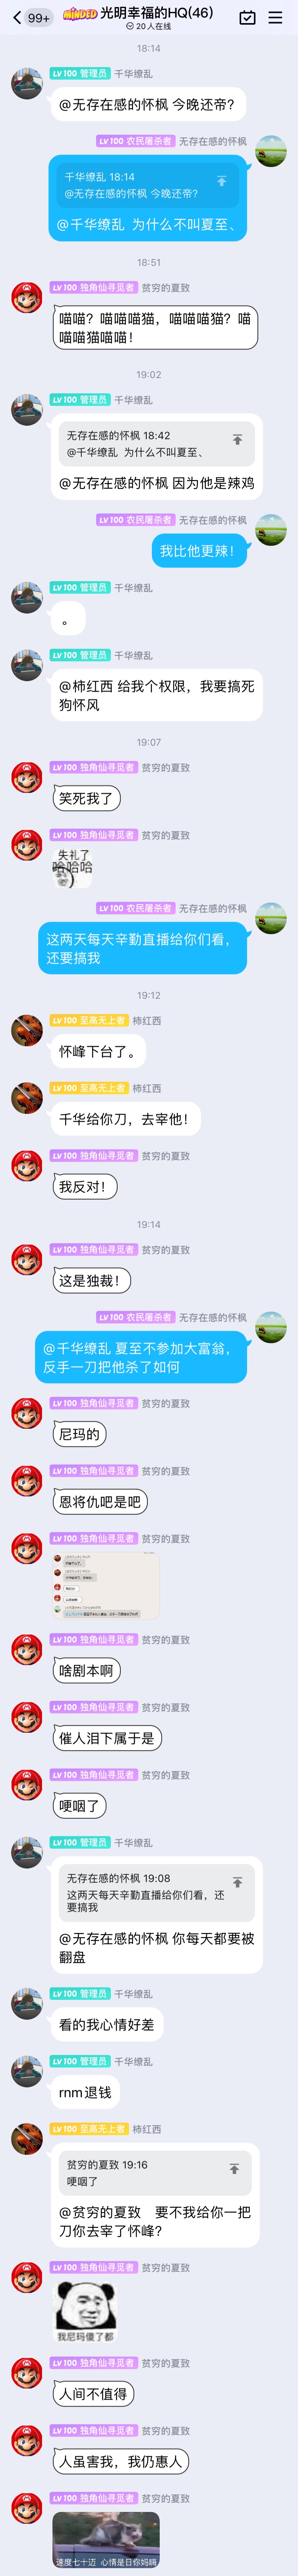 99+
MINDED 光明幸福的HQ(46)
20人在线
18:14
LV100 管理员 千华缭乱
@无存在感的怀枫 今晚还帝?
LV100 农民屠杀者 无存在感的怀枫
千华缭乱 18:14
@无存在感的怀枫 今晚还帝?
@千华缭乱 为什么不叫夏至、
18:51
LV100 独角仙寻觅者 贫穷的夏致
喵喵?喵喵喵猫,喵喵喵猫?喵
喵喵猫喵喵!
19:02
LV100 管理员 千华缭乱
无存在感的怀枫 18:42
@千华缭乱 为什么不叫夏至、
@无存在感的怀枫 因为他是辣鸡
LV100 农民屠杀者 无存在感的怀枫
我比他更辣!
LV100 管理员 千华缭乱
。
LV100 管理员 千华缭乱
@柿红西 给我个权限,我要搞死
狗怀风
19:07
LV100 独角仙寻觅者 贫穷的夏致
笑死我了
LV100 独角仙寻觅者 贫穷的夏致
失礼了
哈哈哈
LV100 农民屠杀者 无存在感的怀枫
这两天每天辛勤直播给你们看,
还要搞我
19:12
LV100 至高无上者 柿红西
怀峰下台了。
LV100 至高无上者 柿红西
千华给你刀,去宰他!
LV100 独角仙寻觅者 贫穷的夏致
我反对!
19:14
LV100 独角仙寻觅者 贫穷的夏致
这是独裁!
LV100 农民屠杀者 无存在感的怀枫
@千华缭乱 夏至不参加大富翁,
反手一刀把他杀了如何
LV100 独角仙寻觅者 贫穷的夏致
尼玛的
LV100 独角仙寻觅者 贫穷的夏致
恩将仇吧是吧
LV100 独角仙寻觅者 贫穷的夏致
LV100 独角仙寻觅者 贫穷的夏致
啥剧本啊
LV100 独角仙寻觅者 贫穷的夏致
催人泪下属于是
LV100 独角仙寻觅者 贫穷的夏致
哽咽了
LV100 管理员 千华缭乱
无存在感的怀枫 19:08
这两天每天辛勤直播给你们看,还
要搞我
@无存在感的怀枫 你每天都要被
翻盘
LV100 管理员 千华缭乱
看的我心情好差
LV100 管理员 千华缭乱
rnm退钱
LV100 至高无上者 柿红西
贫穷的夏致 19:16
哽咽了
@贫穷的夏致 要不我给你一把
刀你去宰了怀峰?
LV100 独角仙寻觅者 贫穷的夏致
我尼玛傻了都
LV100 独角仙寻觅者 贫穷的夏致
人间不值得
LV100 独角仙寻觅者 贫穷的夏致
人虽害我,我仍惠人
LV100 独角仙寻觅者 贫穷的夏致
速度七十迈 心情是日你妈嗨